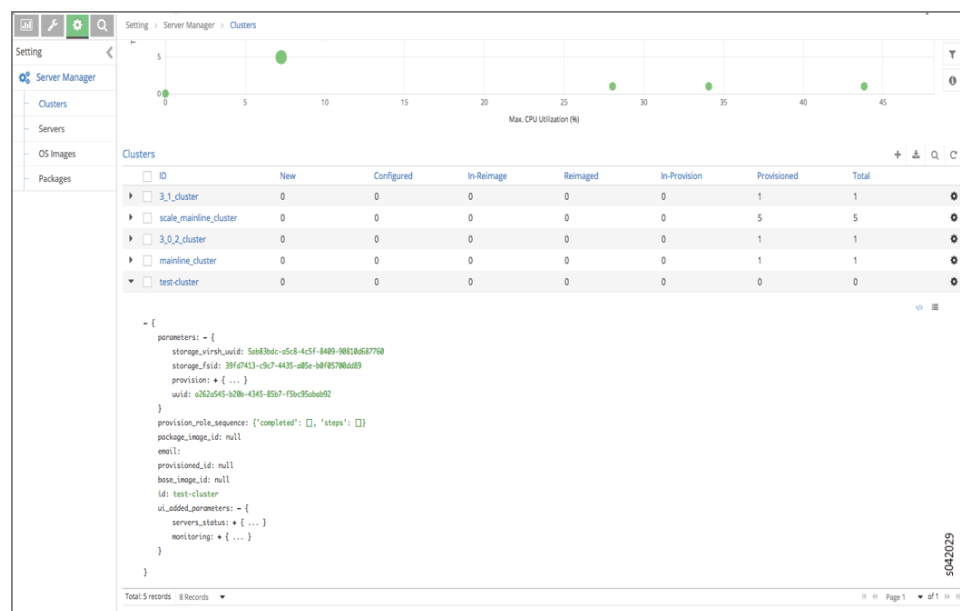 Setting > Server Manager > Clusters
Setting
Server Manager
Clusters
Servers
OS Images
Packages
5
0
0 5 10 15 20 25 30 35 40 45
Max. CPU Utilization (%)
Clusters
ID New Configured In-Reimage Reimaged In-Provision Provisioned Total
3_1_cluster 0 0 0 0 0 1 1
scale_mainline_cluster 0 0 0 0 0 5 5
3_0_2_cluster 0 0 0 0 0 1 1
mainline_cluster 0 0 0 0 0 1 1
test-cluster 0 0 0 0 0 0 0
- {
parameters: - {
storage_virsh_uuid: 5ab83bdc-a5c8-4c5f-8409-90810d687760
storage_fsid: 39fd7413-c9c7-4435-a05e-b0f05700dd89
provision: + { ... }
uuid: a262a545-b20b-4345-85b7-f5bc95abab92
}
provision_role_sequence: {'completed': [], 'steps': []}
package_image_id: null
email:
provisioned_id: null
base_image_id: null
id: test-cluster
ui_added_parameters: - {
servers_status: + { ... }
monitoring: + { ... }
}
}
Total: 5 records 8 Records Page 1 of 1
s042029